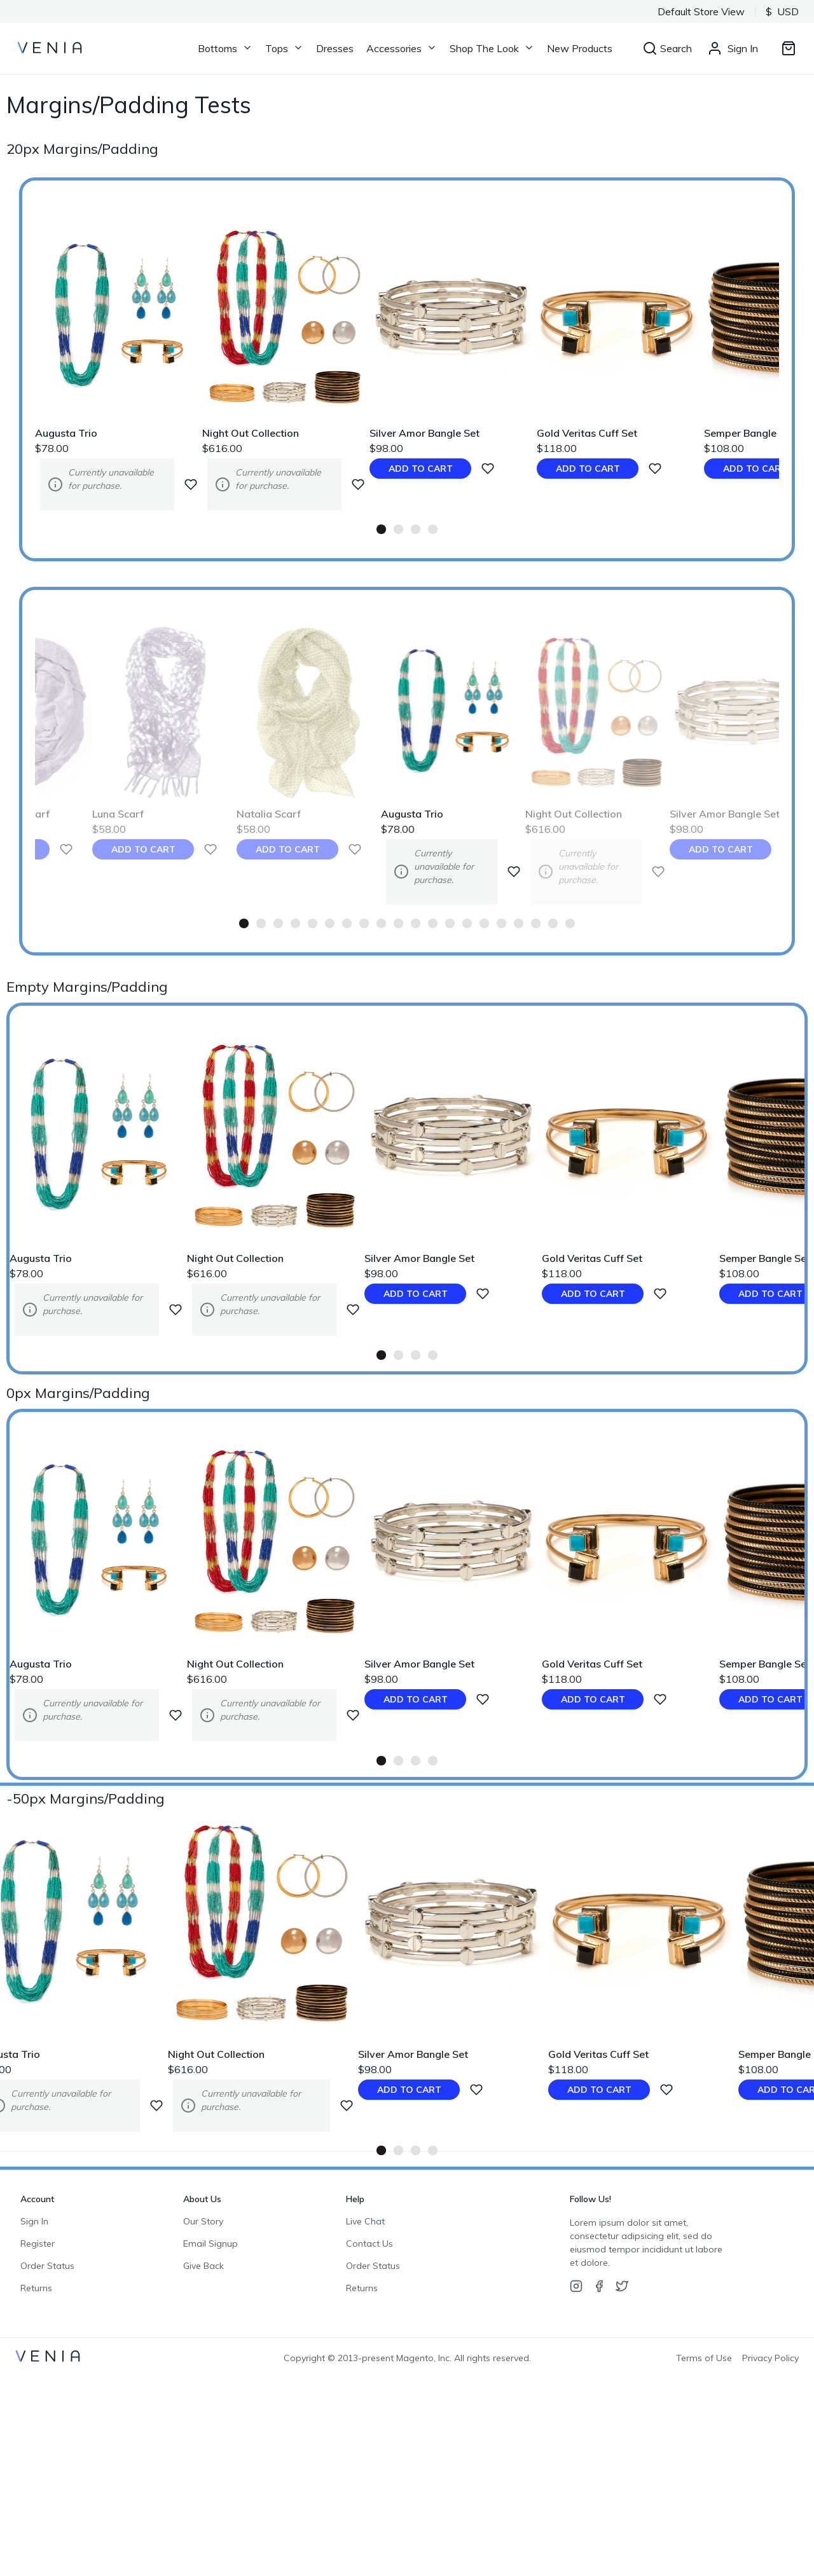 Default Store View
$ USD
VENIA
Bottoms
Tops
Dresses
Accessories
Shop The Look
New Products
Search
Sign In
Margins/Padding Tests
20px Margins/Padding
Augusta Trio
$78.00
Currently unavailable
for purchase.
Night Out Collection
$616.00
Currently unavailable
for purchase.
Silver Amor Bangle Set
$98.00
ADD TO CART
Gold Veritas Cuff Set
$118.00
ADD TO CART
Semper Bangle
$108.00
ADD TO CAR
arf
Luna Scarf
$58.00
ADD TO CART
Natalia Scarf
$58.00
ADD TO CART
Augusta Trio
$78.00
Currently
unavailable for
purchase.
Night Out Collection
$616.00
Currently
unavailable for
purchase.
Silver Amor Bangle Set
$98.00
ADD TO CART
Empty Margins/Padding
Augusta Trio
$78.00
Currently unavailable for
purchase.
Night Out Collection
$616.00
Currently unavailable for
purchase.
Silver Amor Bangle Set
$98.00
ADD TO CART
Gold Veritas Cuff Set
$118.00
ADD TO CART
Semper Bangle Se
$108.00
ADD TO CART
0px Margins/Padding
Augusta Trio
$78.00
Currently unavailable for
purchase.
Night Out Collection
$616.00
Currently unavailable for
purchase.
Silver Amor Bangle Set
$98.00
ADD TO CART
Gold Veritas Cuff Set
$118.00
ADD TO CART
Semper Bangle Se
$108.00
ADD TO CART
-50px Margins/Padding
usta Trio
00
Currently unavailable for
purchase.
Night Out Collection
$616.00
Currently unavailable for
purchase.
Silver Amor Bangle Set
$98.00
ADD TO CART
Gold Veritas Cuff Set
$118.00
ADD TO CART
Semper Bangle
$108.00
ADD TO CAR
Account
Sign In
Register
Order Status
Returns
About Us
Our Story
Email Signup
Give Back
Help
Live Chat
Contact Us
Order Status
Returns
Follow Us!
Lorem ipsum dolor sit amet,
consectetur adipsicing elit, sed do
eiusmod tempor incididunt ut labore
et dolore.
VENIA
Copyright © 2013-present Magento, Inc. All rights reserved.
Terms of Use
Privacy Policy